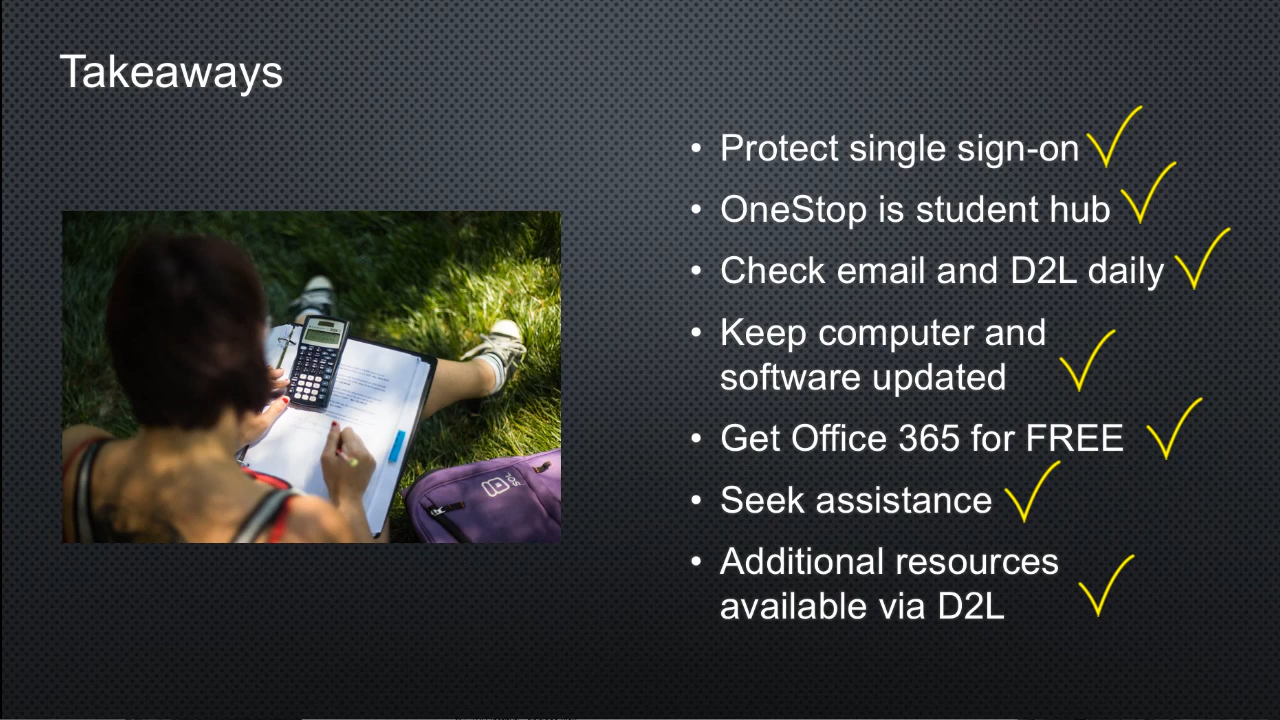 Takeaways
• Protect single sign-on
• OneStop is student hub
• Check email and D2L daily
• Keep computer and
software updated
• Get Office 365 for FREE
• Seek assistance
• Additional resources
available via D2L